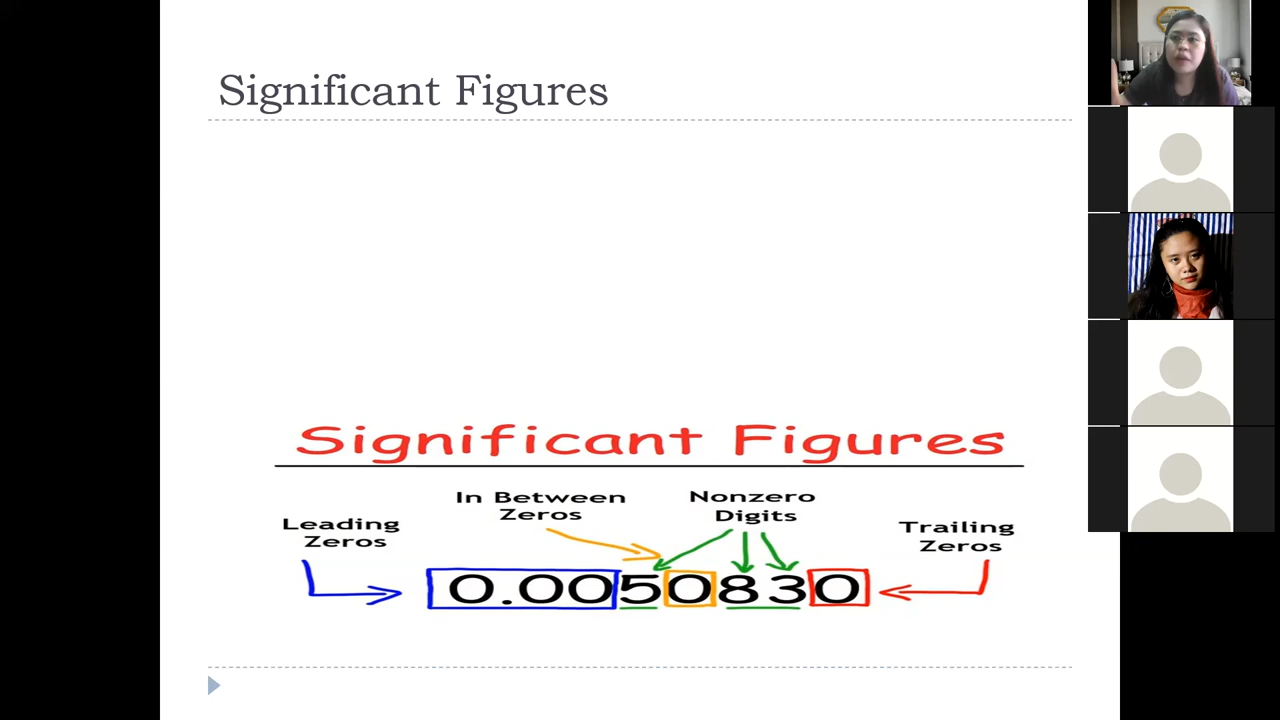 Significant Figures
Significant Figures
In Between
Zeros
Nonzero
Digits
Leading
Zeros
Trailing
Zeros
0.0050830